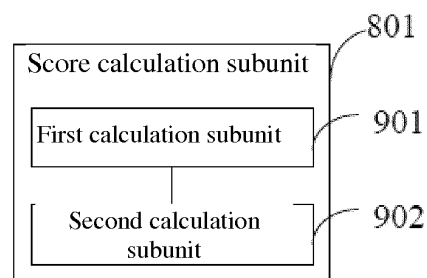 801
Score calculation subunit
First calculation subunit
901
Second calculation
subunit
902